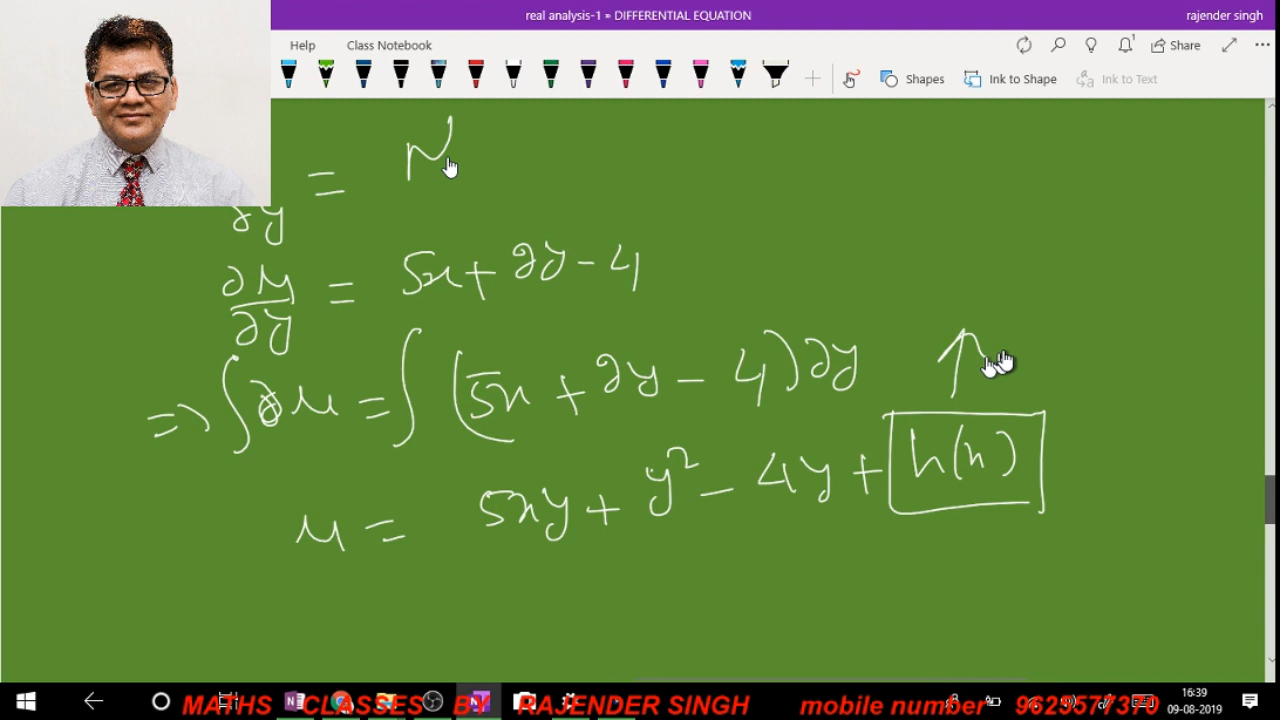 real analysis-1 » DIFFERENTIAL EQUATION
rajender singh
Help Class Notebook
Share
Shapes Ink to Shape Ink to Text
∂y = N
∂u/∂y = 5x + 2y - 4
=> ∫∂u = ∫(5x + 2y - 4)∂y
u = 5xy + y² - 4y + h(x)
16:39
09-08-2019
MATHS CLASSES BY RAJENDER SINGH mobile number